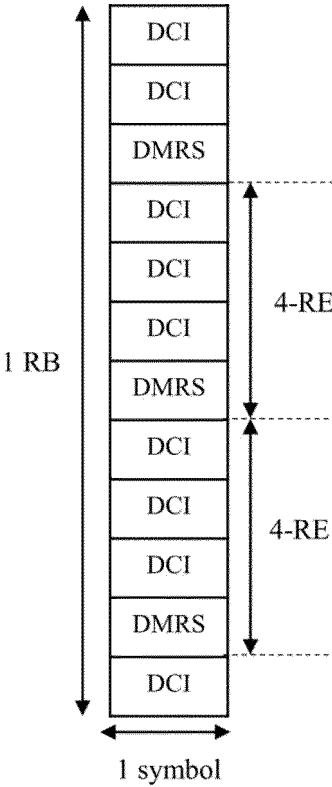 DCI
DCI
DMRS
DCI
DCI
4-RE
DCI
1 RB
DMRS
DCI
DCI
4-RE
DCI
DMRS
DCI
1 symbol